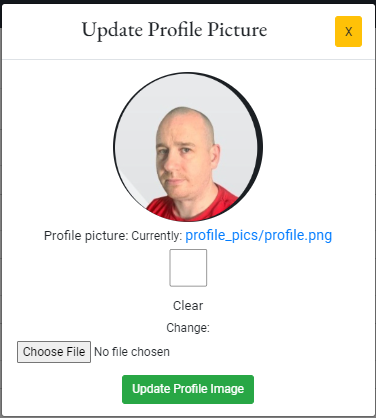 Update Profile Picture
X
Profile picture: Currently: profile_pics/profile.png
Clear
Change:
Choose File No file chosen
Update Profile Image